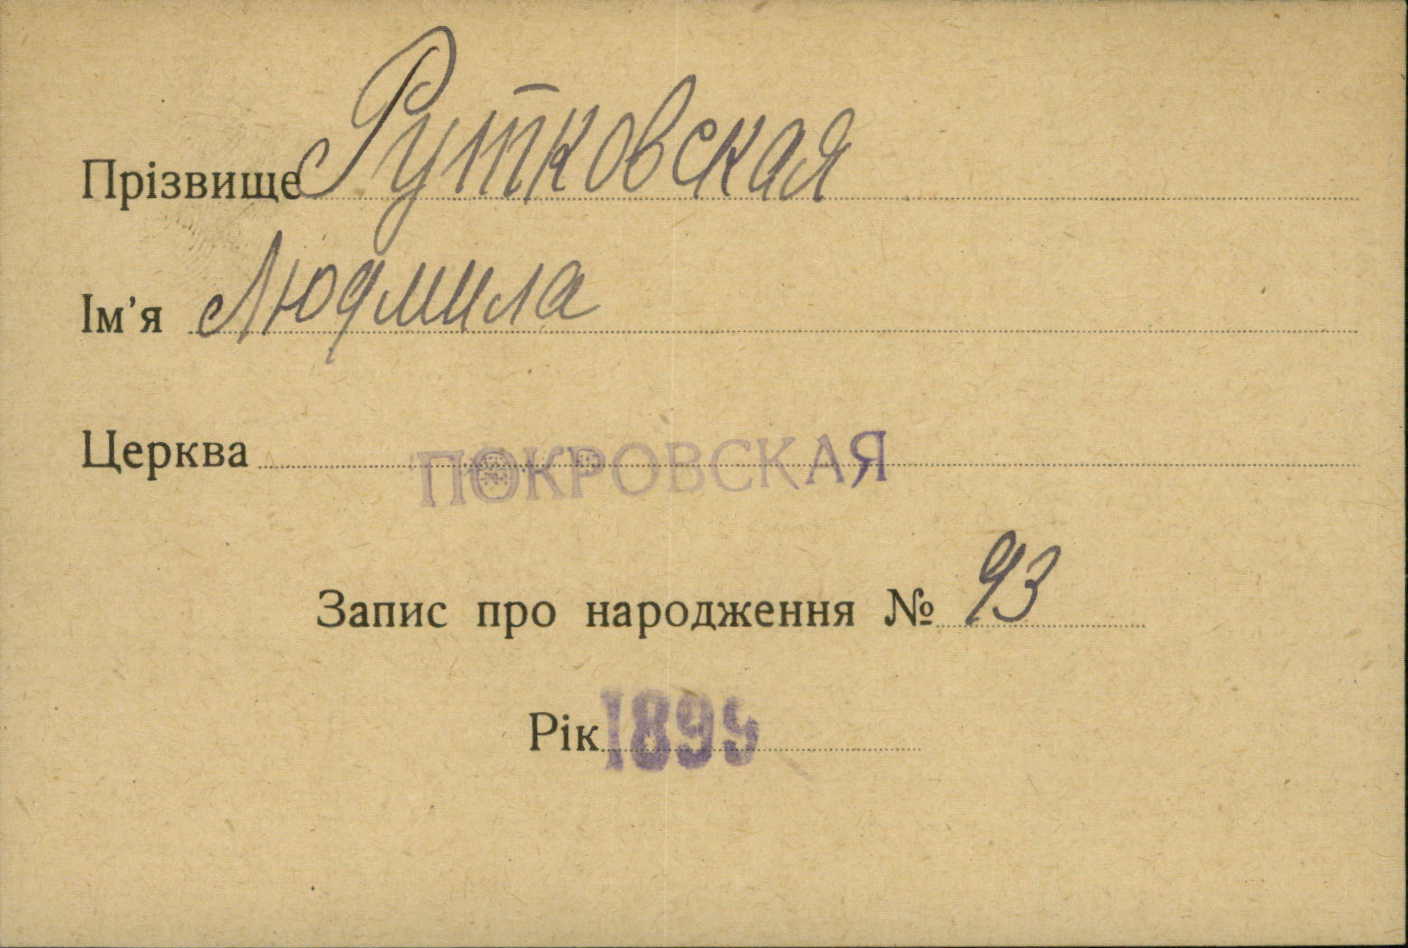 Прізвище Рутковская
Ім'я Людмила
Церква ПОКРОВСКАЯ
Запис про народження № 93
Рік 1899